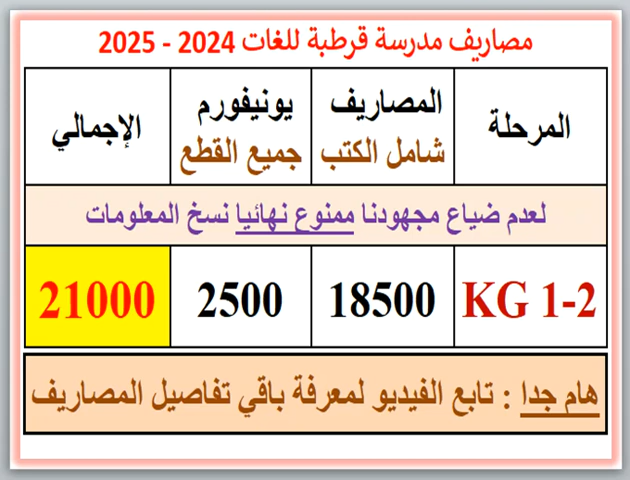 مصاريف مدرسة قرطبة للغات 2024 - 2025
المرحلة
المصاريف
شامل الكتب
يونيفورم
جميع القطع
الإجمالي
لعدم ضياع مجهودنا ممنوع نهائيا نسخ المعلومات
KG 1-2
18500
2500
21000
هام جدا : تابع الفيديو لمعرفة باقي تفاصيل المصاريف